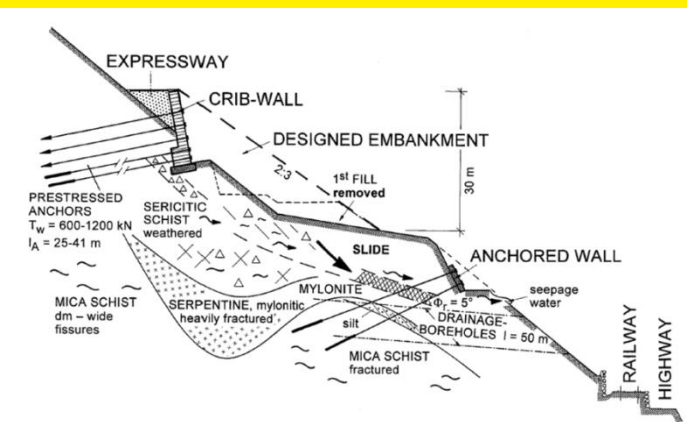 EXPRESSWAY
CRIB-WALL
DESIGNED EMBANKMENT
2:3
1st FILL
removed
30 m
PRESTRESSED
ANCHORS
Tw = 600-1200 kN
lA = 25-41 m
SERICITIC
SCHIST
weathered
SLIDE
ANCHORED WALL
MYLONITE
Φr = 5°
seepage
water
MICA SCHIST
dm – wide
fissures
SERPENTINE, mylonitic
heavily fractured
silt
DRAINAGE-
BOREHOLES l = 50 m
MICA SCHIST
fractured
RAILWAY
HIGHWAY